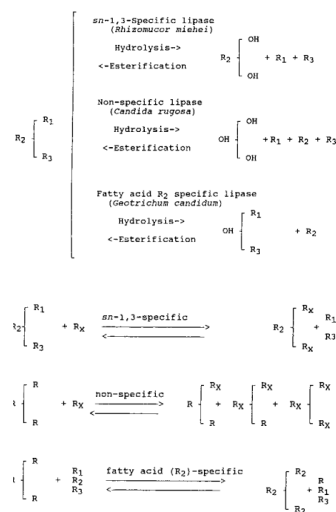 sn-1,3-Specific lipase
(Rhizomucor miehei)
OH
Hydrolysis->
R2 + R1 + R3
<-Esterification
OH
Non-specific lipase
(Candida rugosa)
OH
R1
Hydrolysis->
R2
OH +R1 + R2 + R3
<-Esterification
R3
OH
Fatty acid R2 specific lipase
(Geotrichum candidum)
R1
Hydrolysis->
OH + R2
<-Esterification
R3
R1 sn-1,3-specific RX R1
R2 + RX -> R2 +
<- R3
R3 RX
R non-specific RX RX RX
+ RX -> R + RX + RX
<-
R R R RX
R fatty acid (R2)-specific R2
R1 R
+ R2 -> R2 + R1
R3 <- R3
R R2